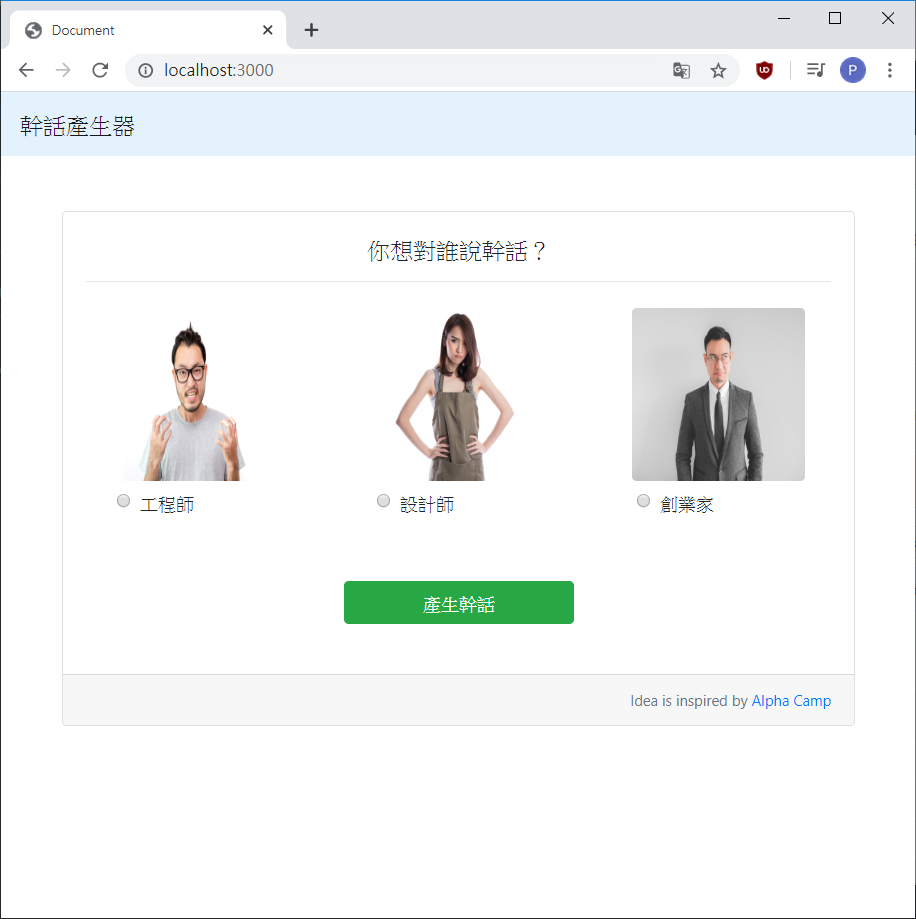 Document
localhost:3000
P
幹話產生器
你想對誰說幹話？
工程師
設計師
創業家
產生幹話
Idea is inspired by Alpha Camp